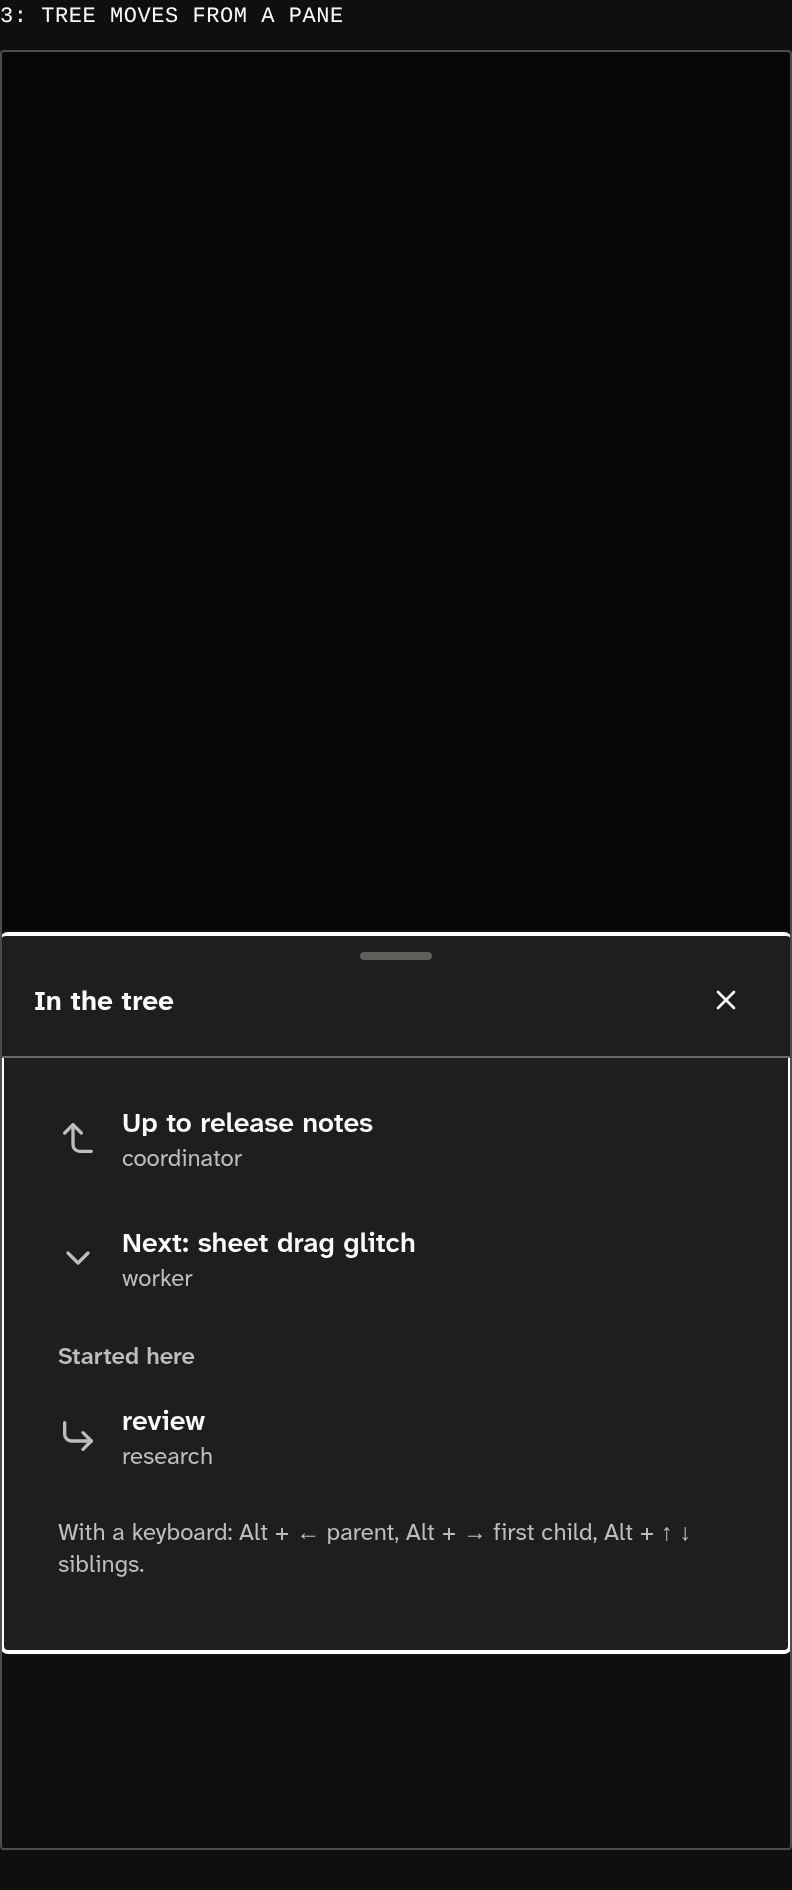 3: TREE MOVES FROM A PANE
In the tree
Up to release notes
coordinator
Next: sheet drag glitch
worker
Started here
review
research
With a keyboard: Alt + ← parent, Alt + → first child, Alt + ↑ ↓
siblings.